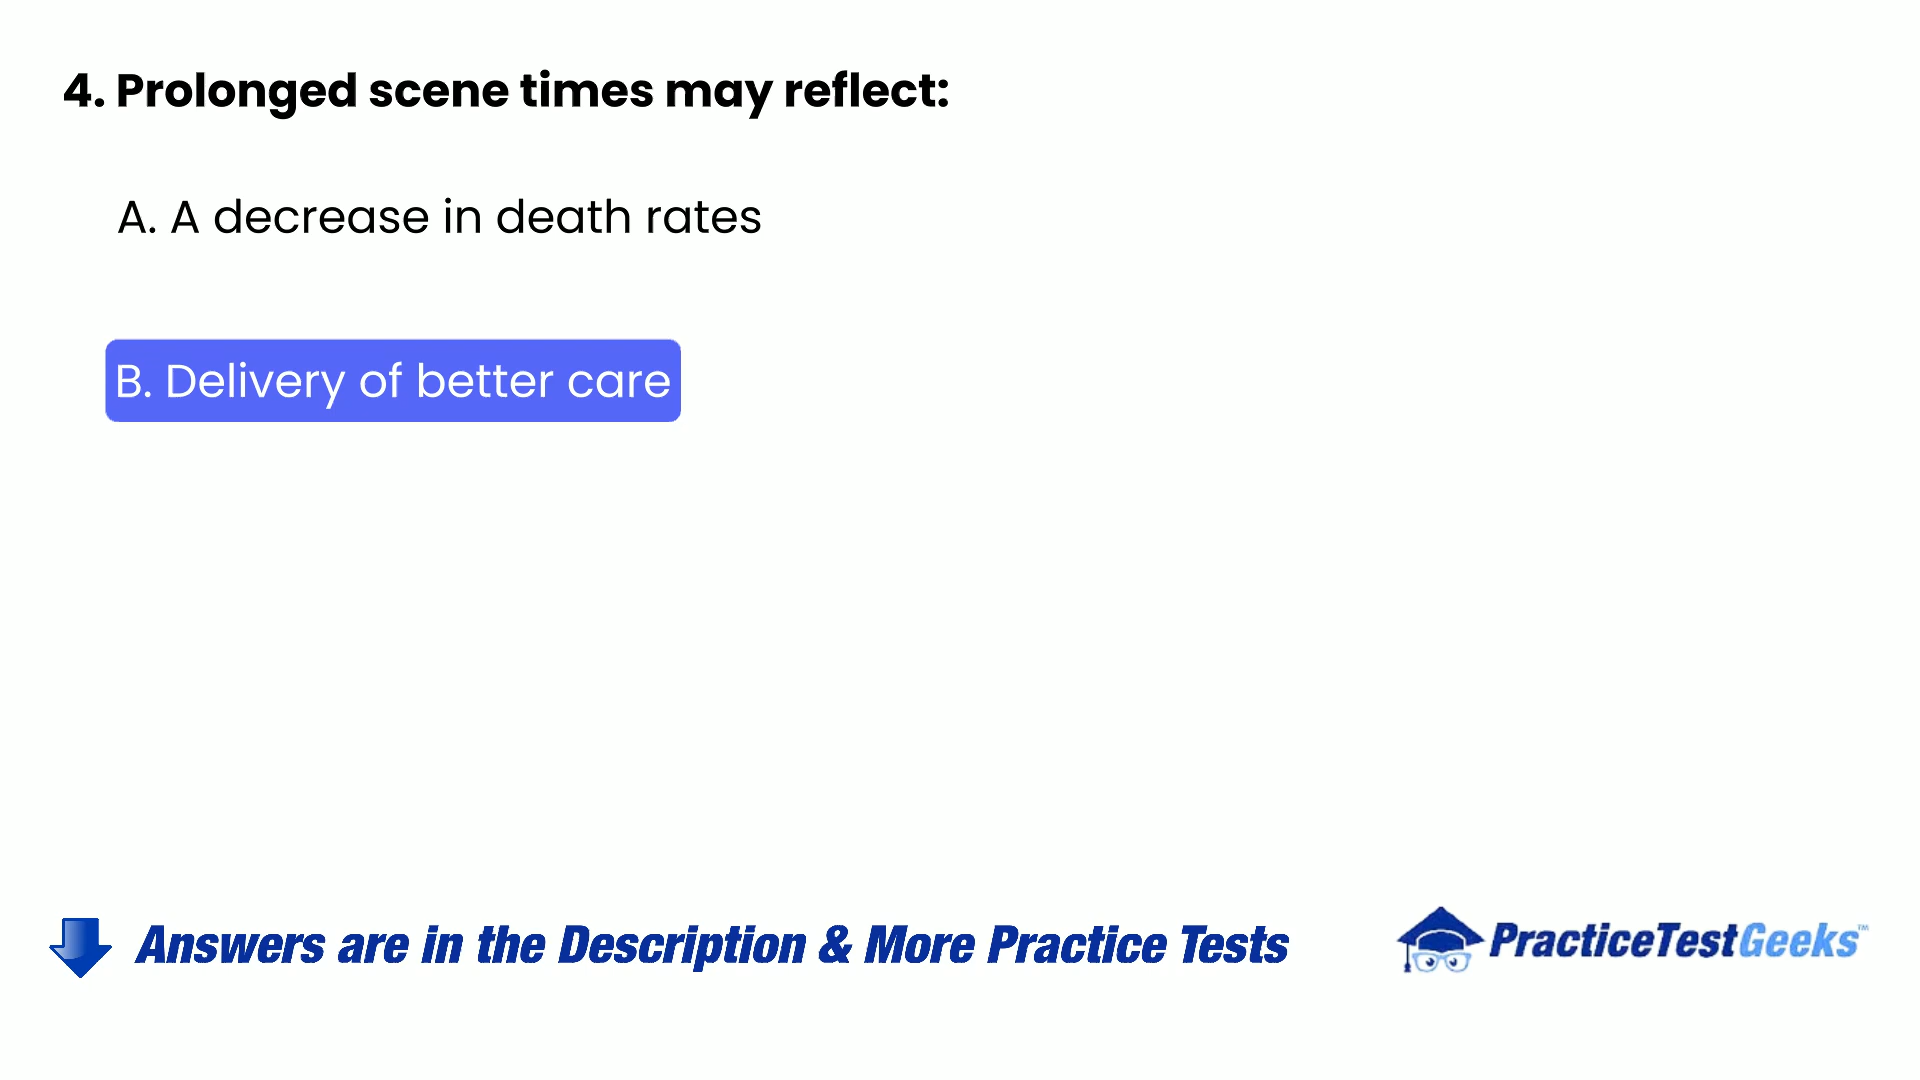 4. Prolonged scene times may reflect:
A. A decrease in death rates
B. Delivery of better care
Answers are in the Description & More Practice Tests
PracticeTestGeeks™